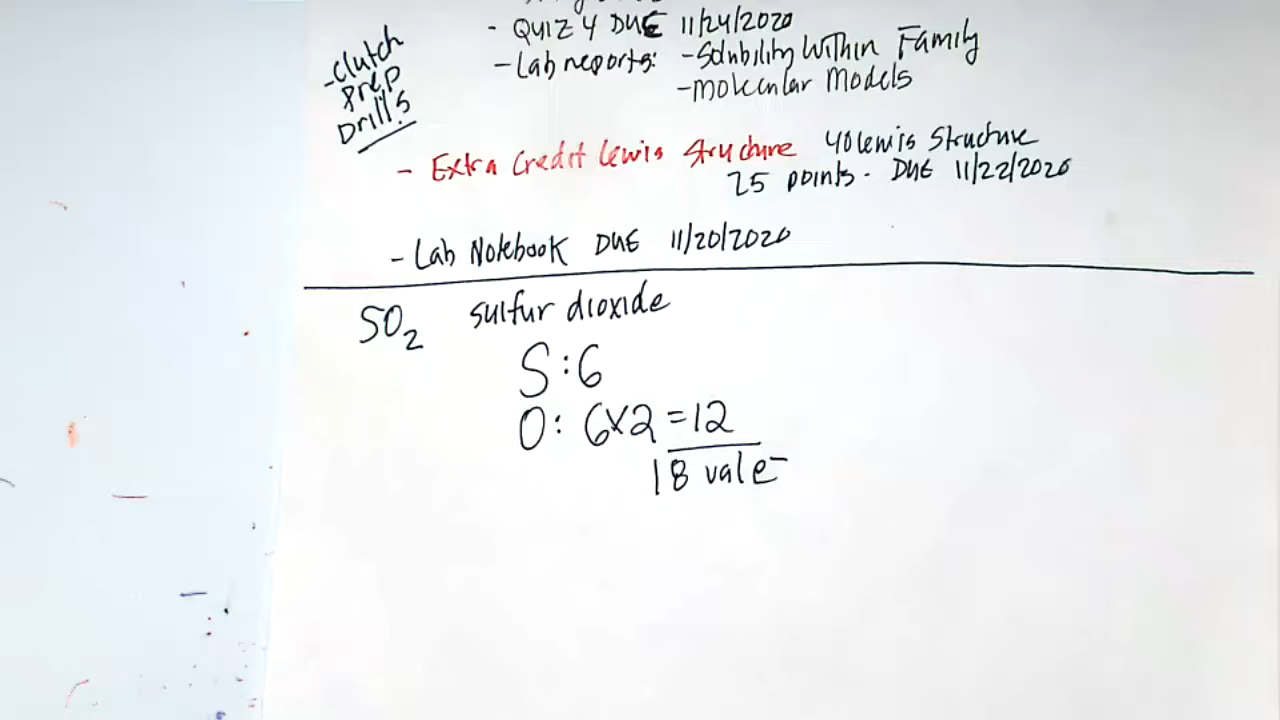 - Quiz 4 DUE 11/24/2020
- Lab reports: - Solubility Within Family
- Molecular Models
- Clutch
Prep
Drills
- Extra Credit Lewis Structure 40 Lewis Structure
25 points. DUE 11/22/2020
- Lab Notebook DUE 11/20/2020
SO2 sulfur dioxide
S:6
O: 6x2 =12
18 val e-